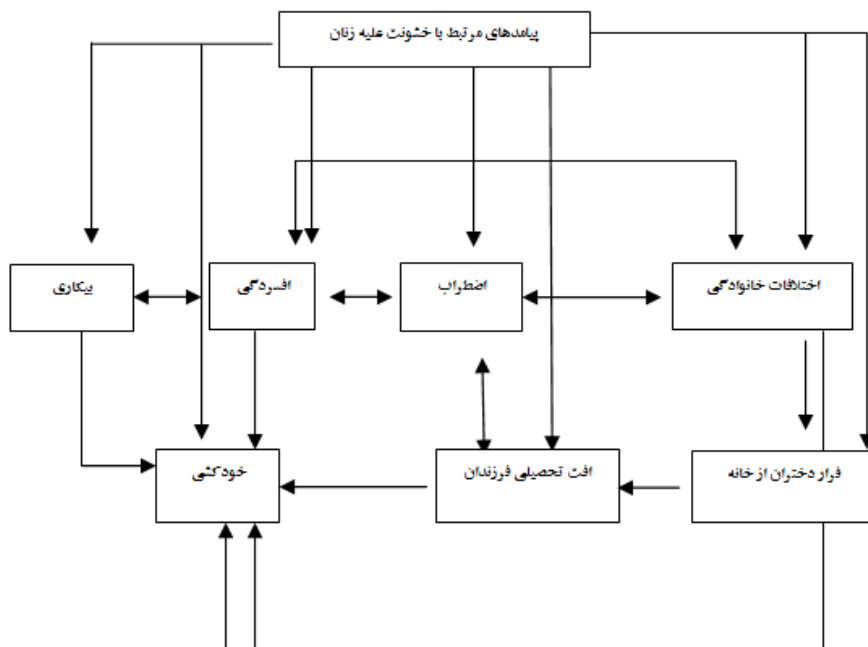 پیامدهای مرتبط با خشونت علیه زنان
اختلافات خانوادگی
اضطراب
افسردگی
بیکاری
فرار دختران از خانه
افت تحصیلی فرزندان
خودکشی